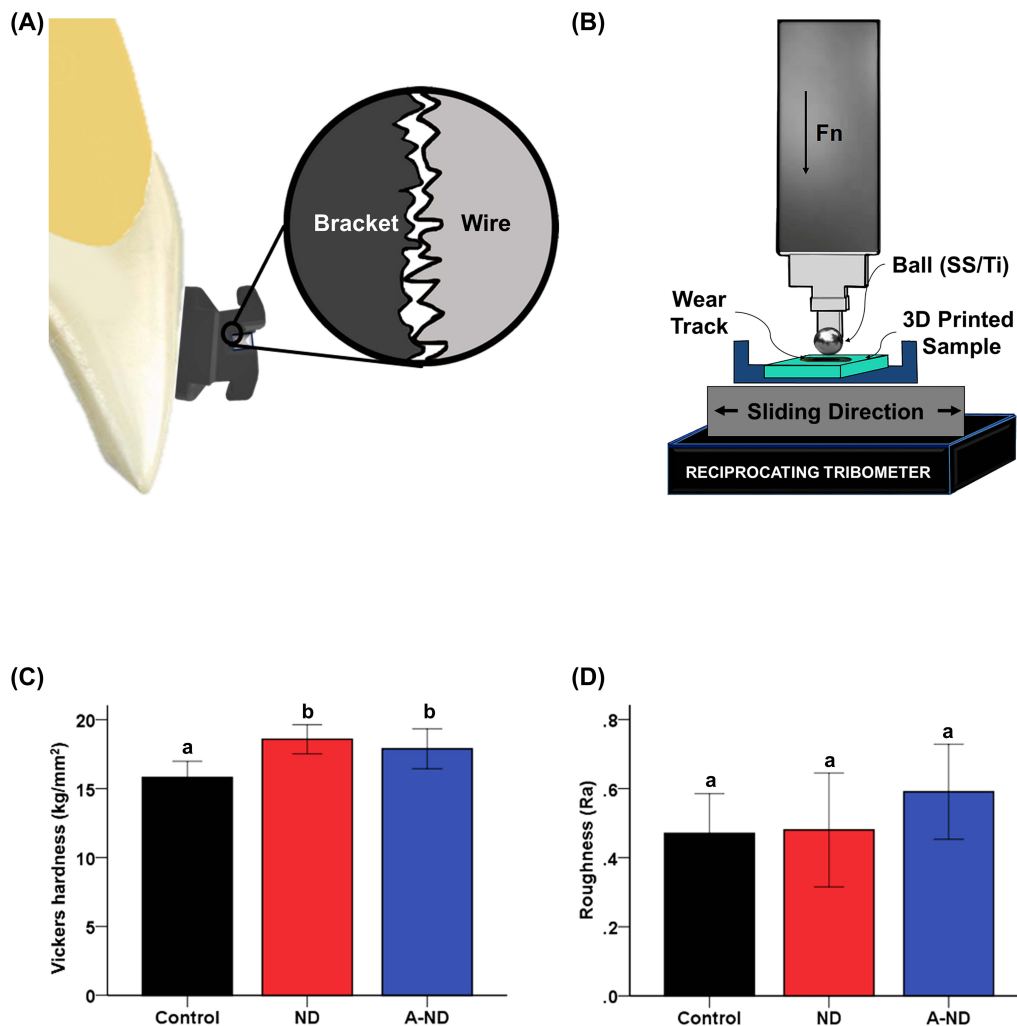 (A)
Bracket
Wire
(B)
Fn
Ball (SS/Ti)
Wear
Track
3D Printed
Sample
Sliding Direction
RECIPROCATING TRIBOMETER
(C)
Vickers hardness (kg/mm²)
20
15
10
5
0
a
b
b
Control
ND
A-ND
(D)
Roughness (Ra)
.8
.6
.4
.2
.0
a
a
a
Control
ND
A-ND